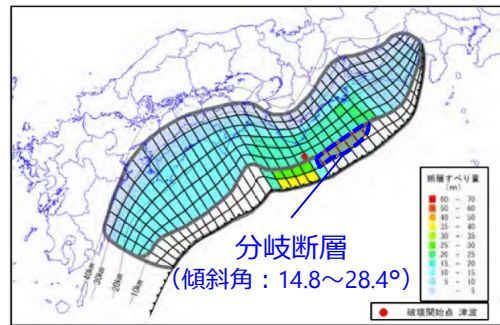 40km
30km
20km
10km
分岐断層
（傾斜角：14.8～28.4°）
断層すべり量
(m)
60 - 70
50 - 60
40 - 50
35 - 40
30 - 35
25 - 30
20 - 25
15 - 20
10 - 15
5 - 10
- 5
破壊開始点 津波